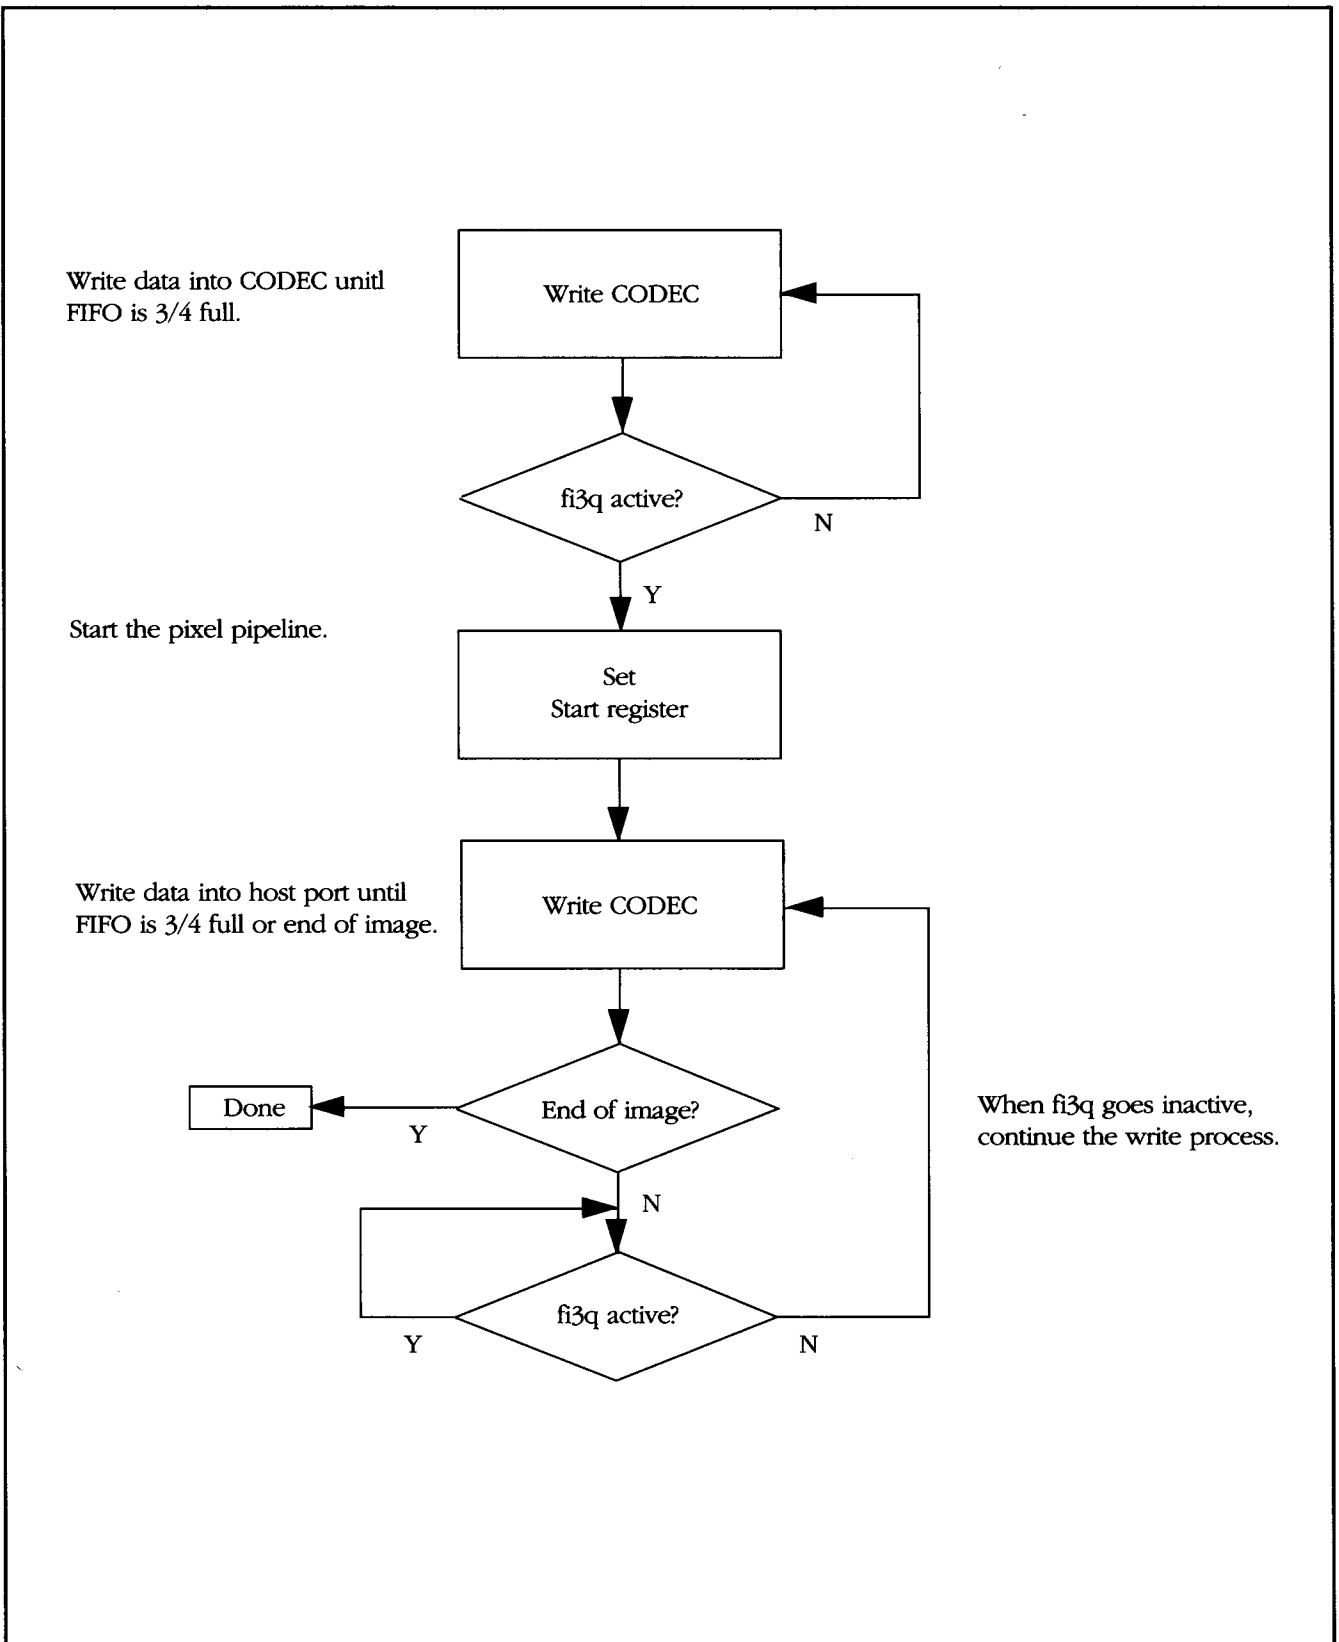 Write data into CODEC unitl
FIFO is 3/4 full.
Write CODEC
fi3q active?
N
Y
Start the pixel pipeline.
Set
Start register
Write data into host port until
FIFO is 3/4 full or end of image.
Write CODEC
Done
End of image?
Y
When fi3q goes inactive,
continue the write process.
N
fi3q active?
Y
N